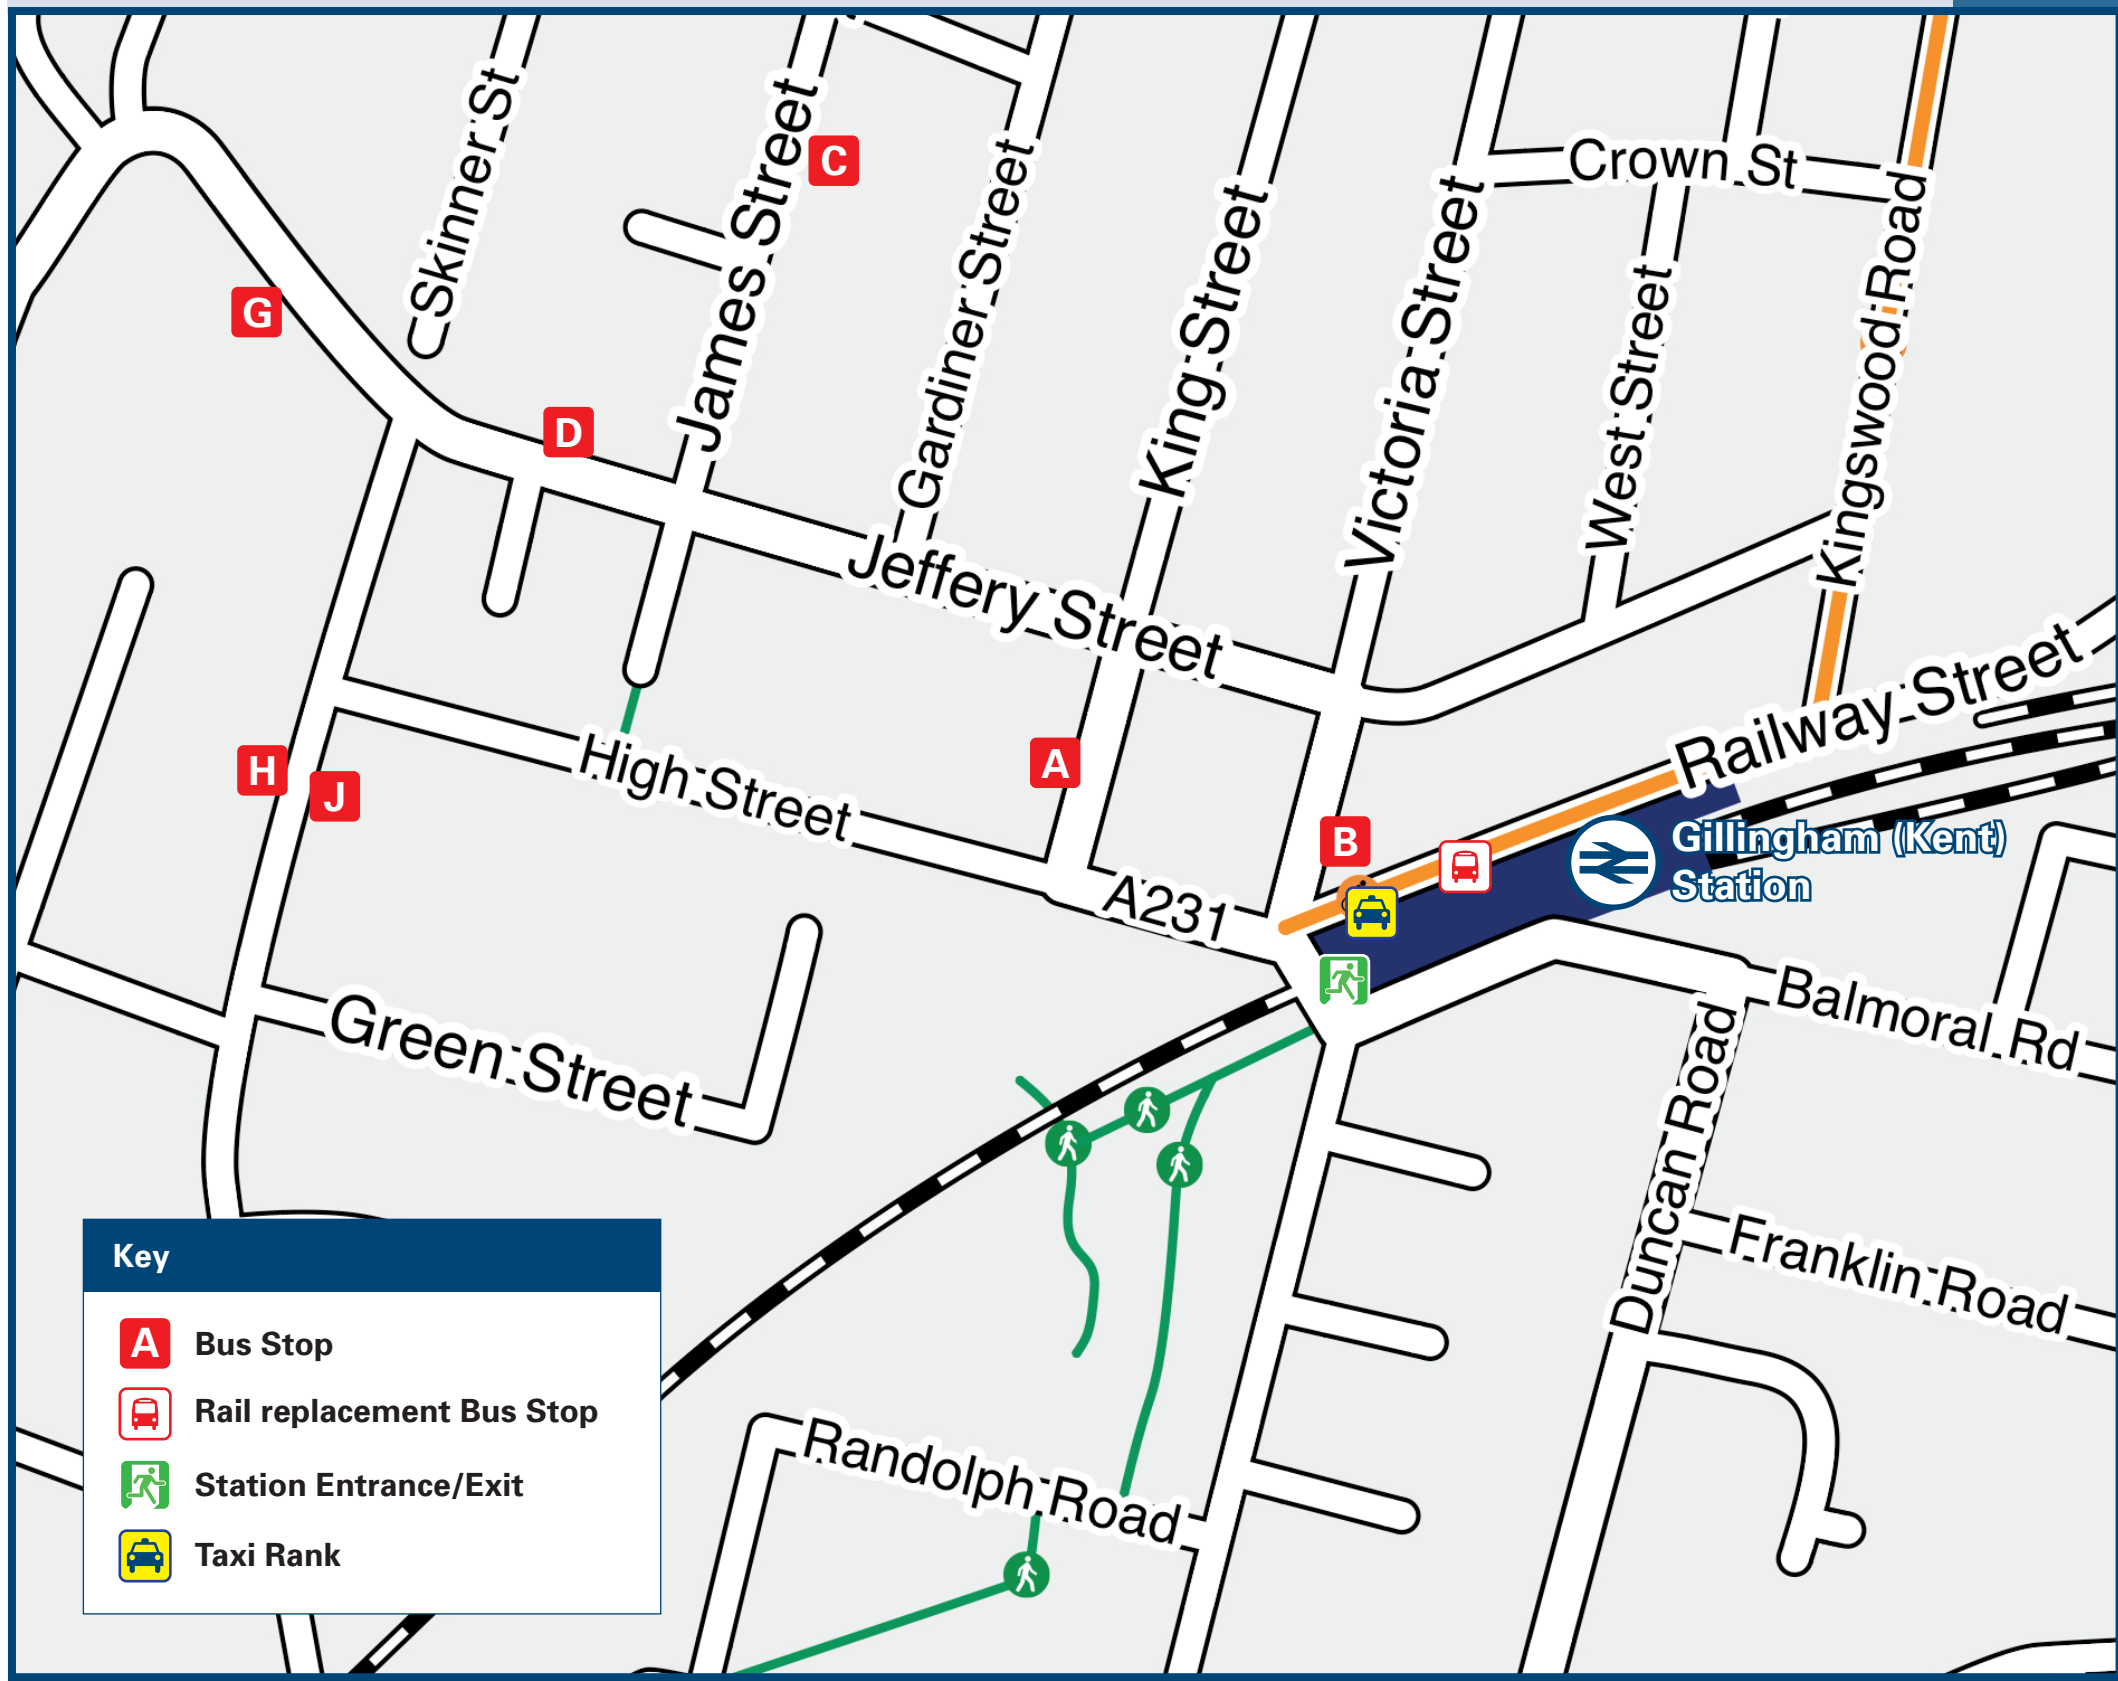 Skinner St
James Street
C
Gardiner Street
King Street
Victoria Street
Crown St
West Street
Kingswood Road
G
D
Jeffery Street
Railway Street
H
J
High Street
A
B
A231
Gillingham (Kent)
Station
Green Street
Balmoral Rd
Duncan Road
Franklin Road
Randolph Road
Key
A Bus Stop
Rail replacement Bus Stop
Station Entrance/Exit
Taxi Rank